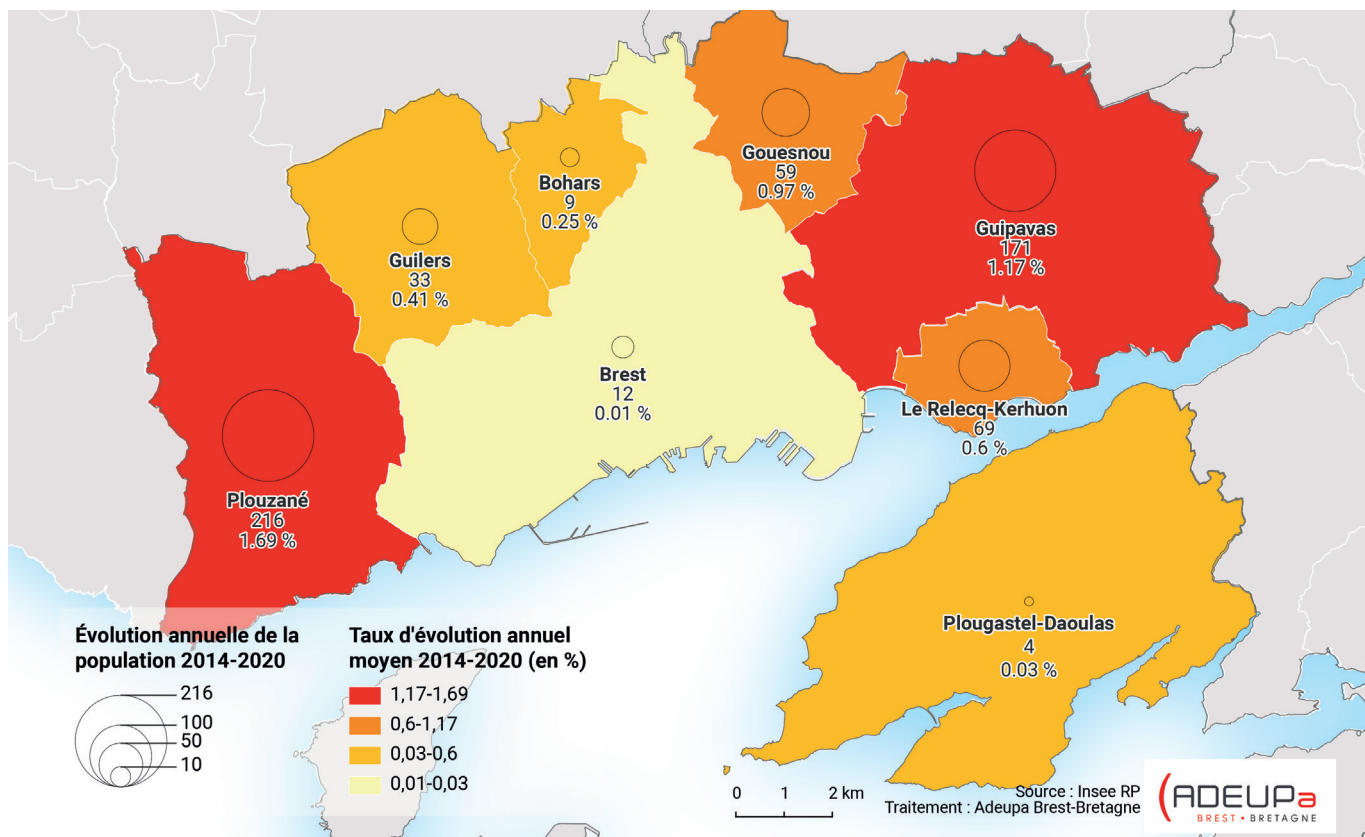 Gouesnou
59
0.97 %
Bohars
9
0.25 %
Guipavas
171
1.17 %
Guilers
33
0.41 %
Brest
12
0.01 %
Le Relecq-Kerhuon
69
0.6 %
Plouzané
216
1.69 %
Plougastel-Daoulas
4
0.03 %
Évolution annuelle de la
population 2014-2020
216
100
50
10
Taux d'évolution annuel
moyen 2014-2020 (en %)
1,17-1,69
0,6-1,17
0,03-0,6
0,01-0,03
0 1 2 km
Source : Insee RP
Traitement : Adeupa Brest-Bretagne
ADEUPa
BREST • BRETAGNE